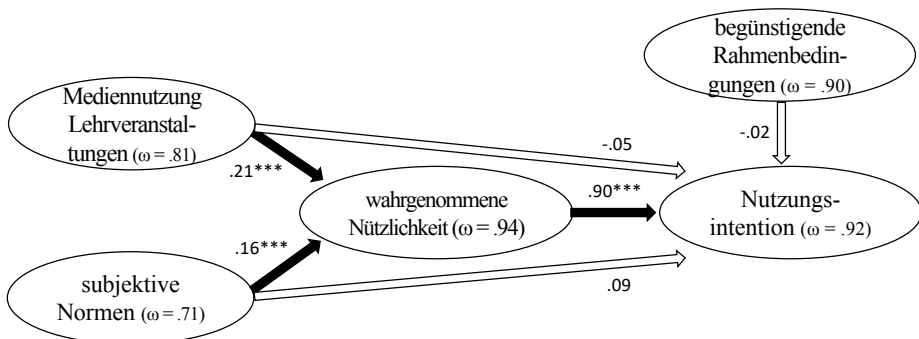 begünstigende
Rahmenbedin-
gungen (ω = .90)
Mediennutzung
Lehrveranstal-
tungen (ω = .81)
-.05
-.02
.21***
wahrgenommene
Nützlichkeit (ω = .94)
.90***
Nutzungs-
intention (ω = .92)
.16***
subjektive
Normen (ω = .71)
.09